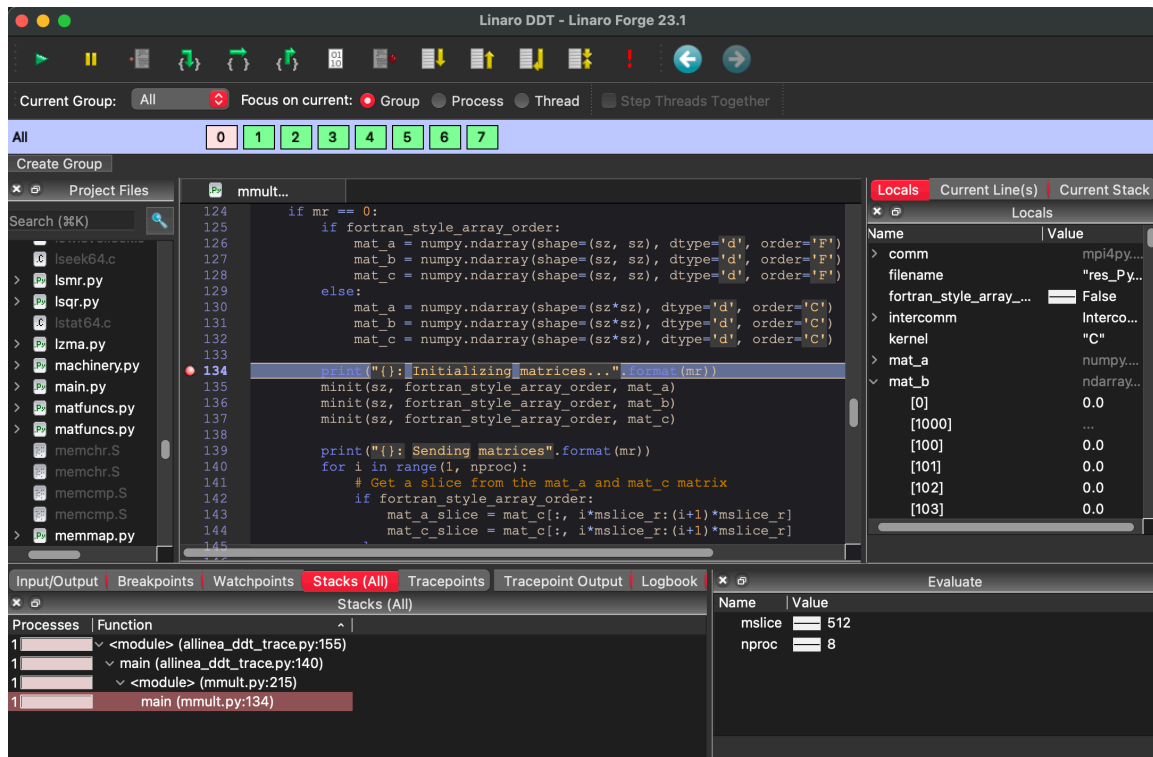 Linaro DDT - Linaro Forge 23.1
01
10
Current Group: All Focus on current: Group Process Thread Step Threads Together
All 0 1 2 3 4 5 6 7
Create Group
Project Files
Search (⌘K)
lseek64.c
lsmr.py
lsqr.py
lstat64.c
lzma.py
machinery.py
main.py
matfuncs.py
matfuncs.py
memchr.S
memchr.S
memcmp.S
memcmp.S
memmap.py
mmult...
124 if mr == 0:
125 if fortran_style_array_order:
126 mat_a = numpy.ndarray(shape=(sz, sz), dtype='d', order='F')
127 mat_b = numpy.ndarray(shape=(sz, sz), dtype='d', order='F')
128 mat_c = numpy.ndarray(shape=(sz, sz), dtype='d', order='F')
129 else:
130 mat_a = numpy.ndarray(shape=(sz*sz), dtype='d', order='C')
131 mat_b = numpy.ndarray(shape=(sz*sz), dtype='d', order='C')
132 mat_c = numpy.ndarray(shape=(sz*sz), dtype='d', order='C')
133
134 print("{}: Initializing matrices...".format(mr))
135 minit(sz, fortran_style_array_order, mat_a)
136 minit(sz, fortran_style_array_order, mat_b)
137 minit(sz, fortran_style_array_order, mat_c)
138
139 print("{}: Sending matrices".format(mr))
140 for i in range(1, nproc):
141 # Get a slice from the mat_a and mat_c matrix
142 if fortran_style_array_order:
143 mat_a_slice = mat_c[:, i*mslice_r:(i+1)*mslice_r]
144 mat_c_slice = mat_c[:, i*mslice_r:(i+1)*mslice_r]
145
Locals Current Line(s) Current Stack
Locals
Name Value
comm mpi4py....
filename "res_Py...
fortran_style_array_... False
intercomm Interco...
kernel "C"
mat_a numpy....
mat_b ndarray...
[0] 0.0
[1000] ...
[100] 0.0
[101] 0.0
[102] 0.0
[103] 0.0
Input/Output Breakpoints Watchpoints Stacks (All) Tracepoints Tracepoint Output Logbook
Stacks (All)
Processes Function
1 <module> (allinea_ddt_trace.py:155)
1 main (allinea_ddt_trace.py:140)
1 <module> (mmult.py:215)
1 main (mmult.py:134)
Evaluate
Name Value
mslice 512
nproc 8